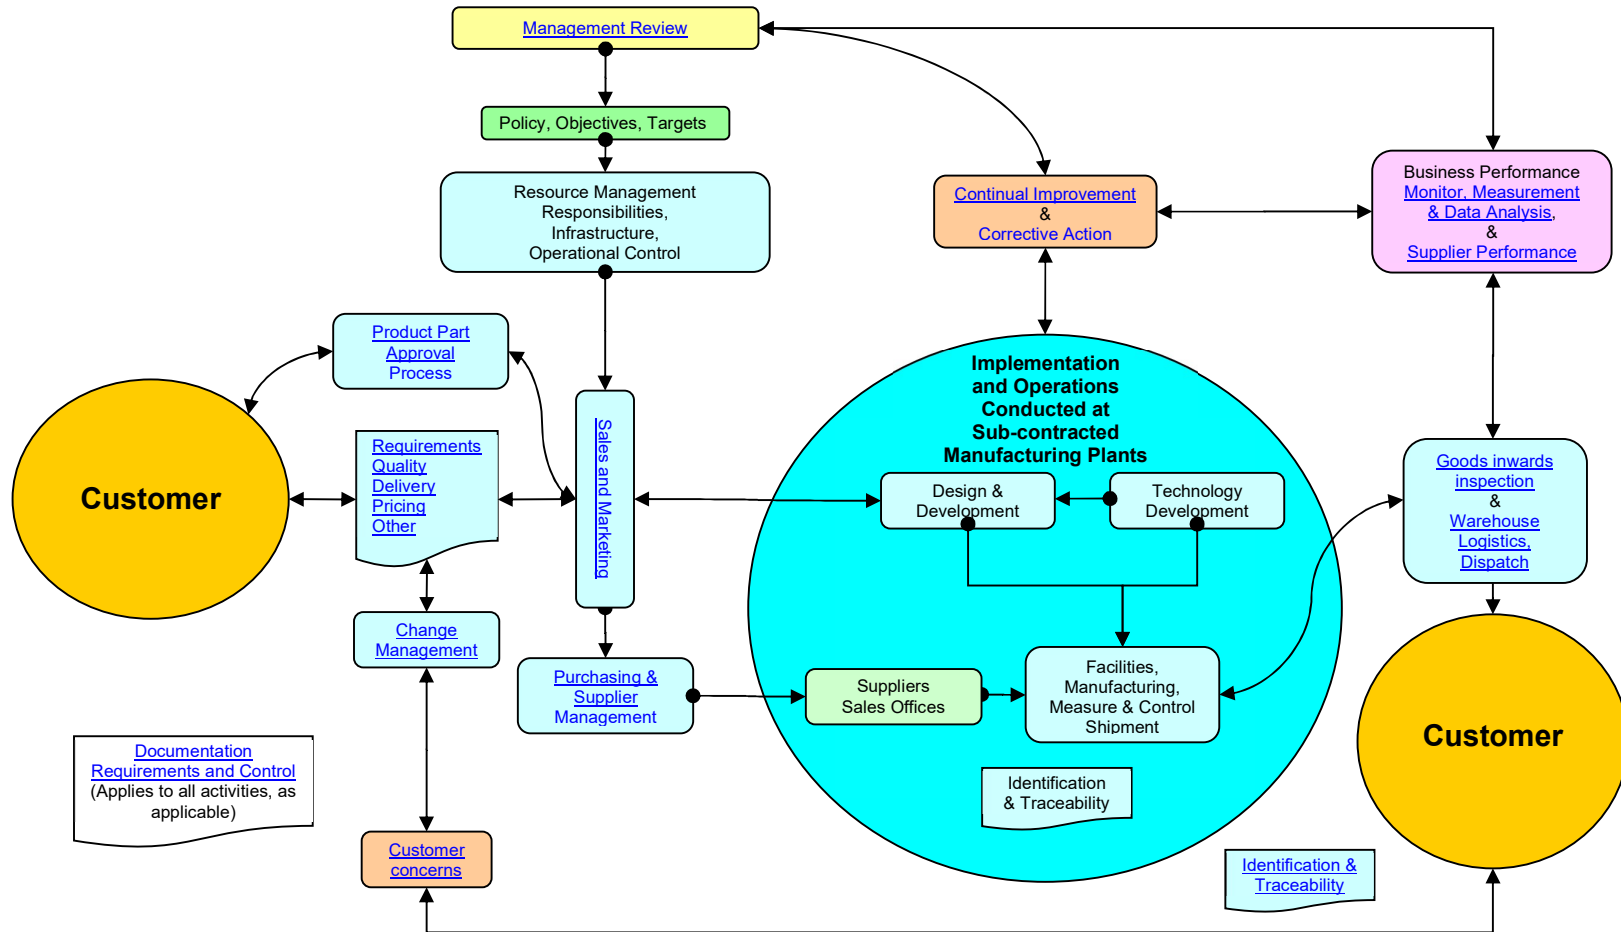 Management Review
Policy, Objectives, Targets
Resource Management
Responsibilities,
Infrastructure,
Operational Control
Continual Improvement
&
Corrective Action
Business Performance
Monitor, Measurement
& Data Analysis,
&
Supplier Performance
Product Part
Approval
Process
Customer
Requirements
Quality
Delivery
Pricing
Other
Sales and Marketing
Implementation
and Operations
Conducted at
Sub-contracted
Manufacturing Plants
Design &
Development
Technology
Development
Goods inwards
inspection
&
Warehouse
Logistics,
Dispatch
Change
Management
Purchasing &
Supplier
Management
Suppliers
Sales Offices
Facilities,
Manufacturing,
Measure & Control
Shipment
Customer
Documentation
Requirements and Control
(Applies to all activities, as
applicable)
Identification
& Traceability
Customer
concerns
Identification &
Traceability